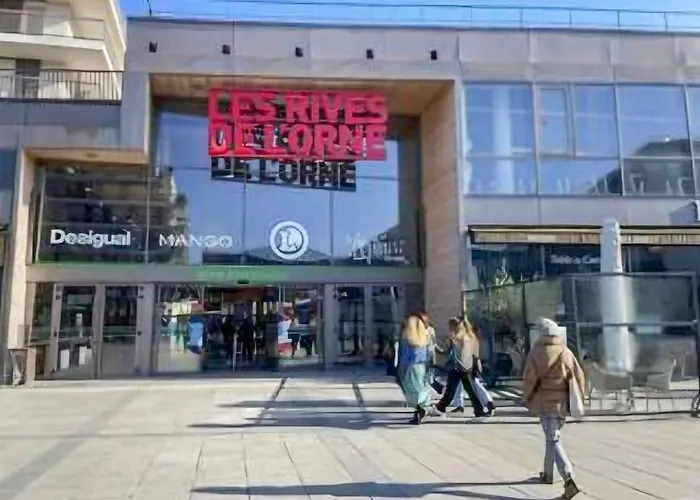 LES RIVES
DE L'ORNE
DE L'ORNE
Desigual MANGO L